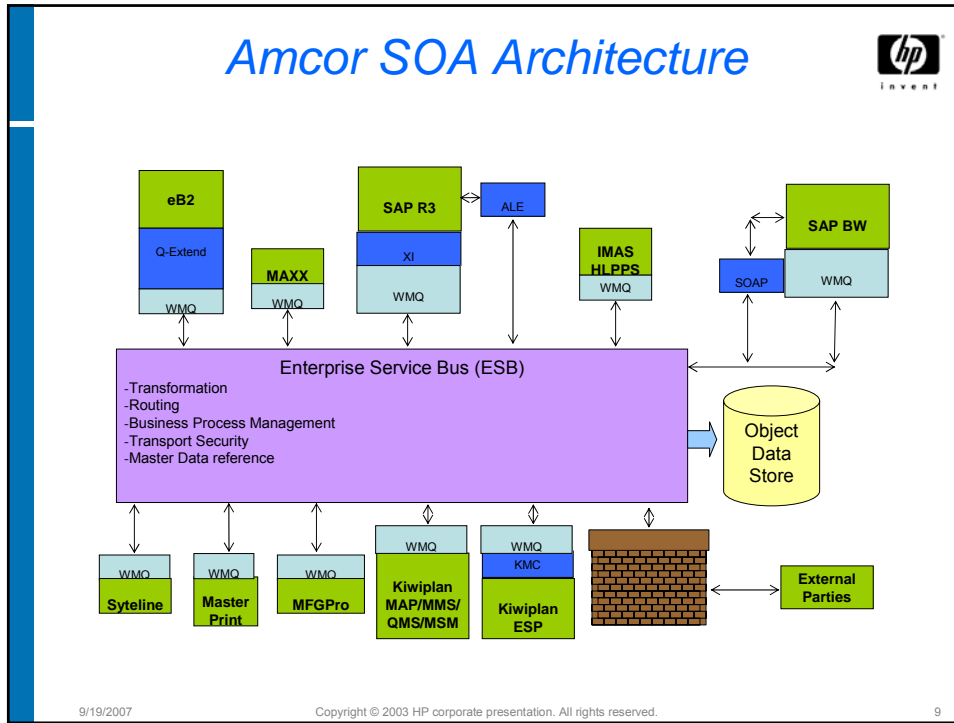 Amcor SOA Architecture
hp
invent
eB2
Q-Extend
WMQ
MAXX
WMQ
SAP R3
XI
WMQ
ALE
IMAS
HLPPS
WMQ
SAP BW
SOAP
WMQ
Enterprise Service Bus (ESB)
-Transformation
-Routing
-Business Process Management
-Transport Security
-Master Data reference
Object
Data
Store
WMQ
Syteline
WMQ
Master
Print
WMQ
MFGPro
WMQ
Kiwiplan
MAP/MMS/
QMS/MSM
WMQ
KMC
Kiwiplan
ESP
External
Parties
9/19/2007
Copyright © 2003 HP corporate presentation. All rights reserved.
9